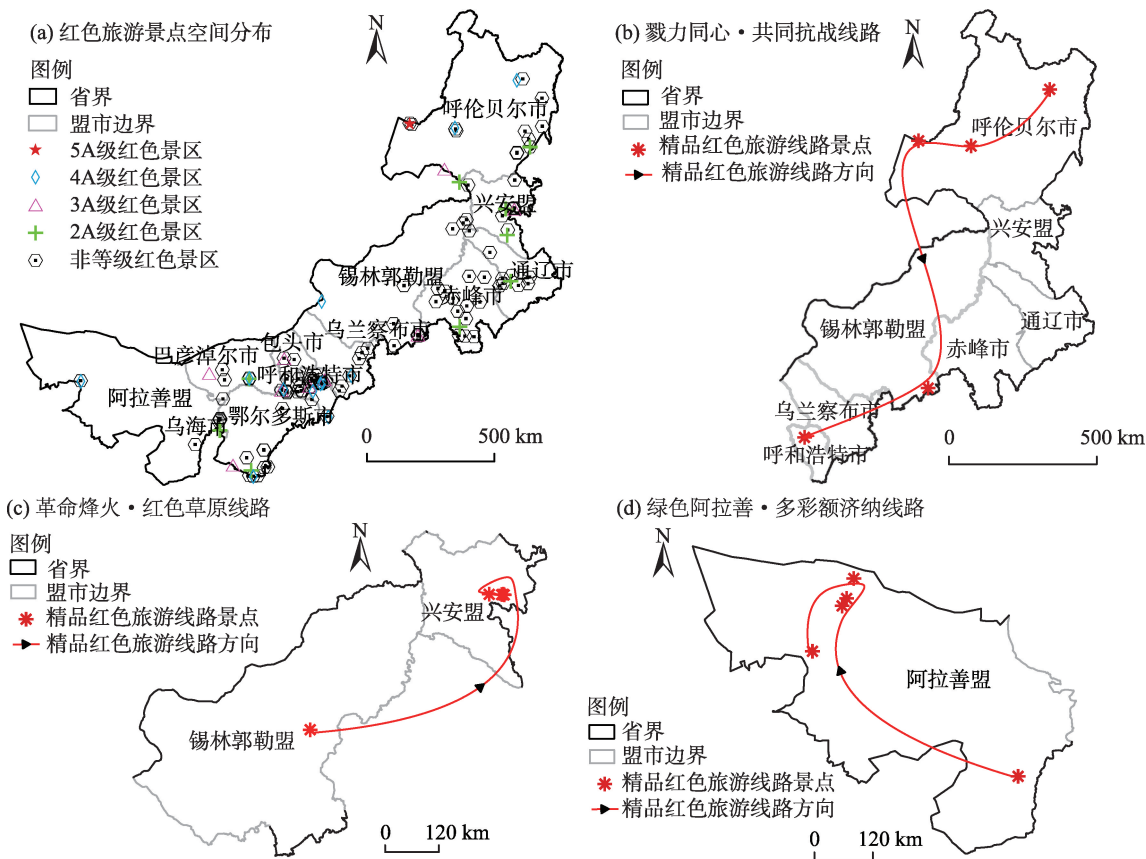 (a) 红色旅游景点空间分布
N
图例
省界
盟市边界
5A级红色景区
4A级红色景区
3A级红色景区
2A级红色景区
非等级红色景区
呼伦贝尔市
兴安盟
锡林郭勒盟
通辽市
赤峰市
乌兰察布市
包头市
巴彦淖尔市
呼和浩特市
阿拉善盟
鄂尔多斯市
乌海市
0 500 km
(b) 戮力同心·共同抗战线路
N
图例
省界
盟市边界
精品红色旅游线路景点
精品红色旅游线路方向
呼伦贝尔市
兴安盟
锡林郭勒盟
通辽市
赤峰市
乌兰察布市
呼和浩特市
0 500 km
(c) 革命烽火·红色草原线路
N
图例
省界
盟市边界
精品红色旅游线路景点
精品红色旅游线路方向
兴安盟
锡林郭勒盟
0 120 km
(d) 绿色阿拉善·多彩额济纳线路
N
阿拉善盟
图例
省界
盟市边界
精品红色旅游线路景点
精品红色旅游线路方向
0 120 km